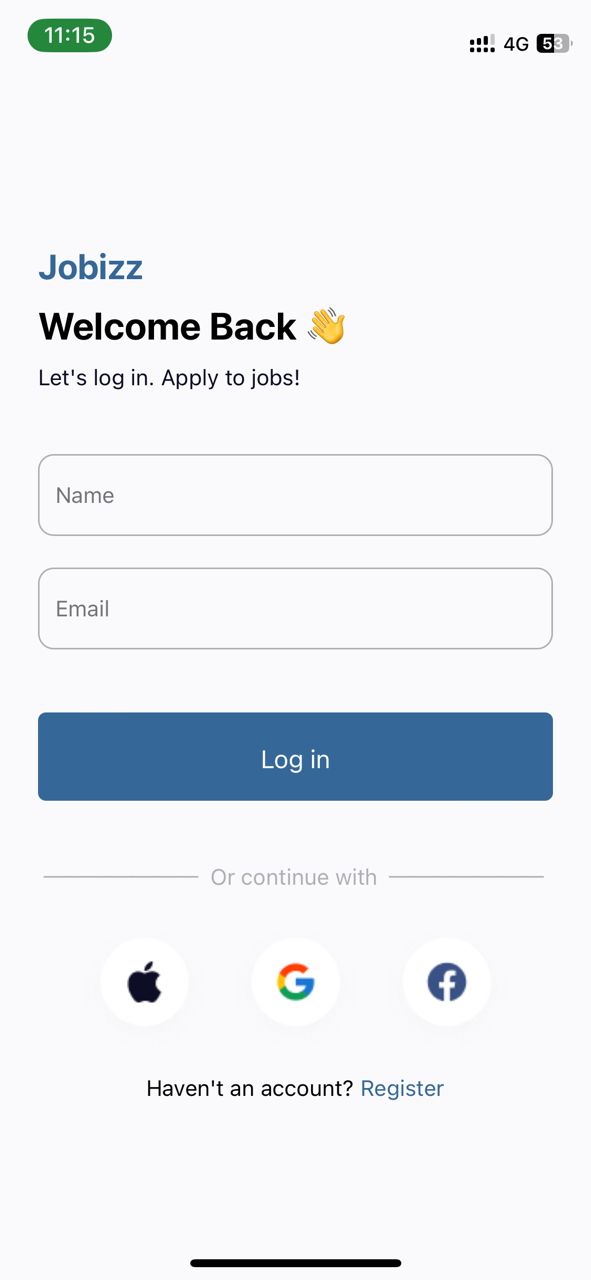 11:15
4G 53
Jobizz
Welcome Back 👋
Let's log in. Apply to jobs!
Name
Email
Log in
Or continue with
Haven't an account? Register